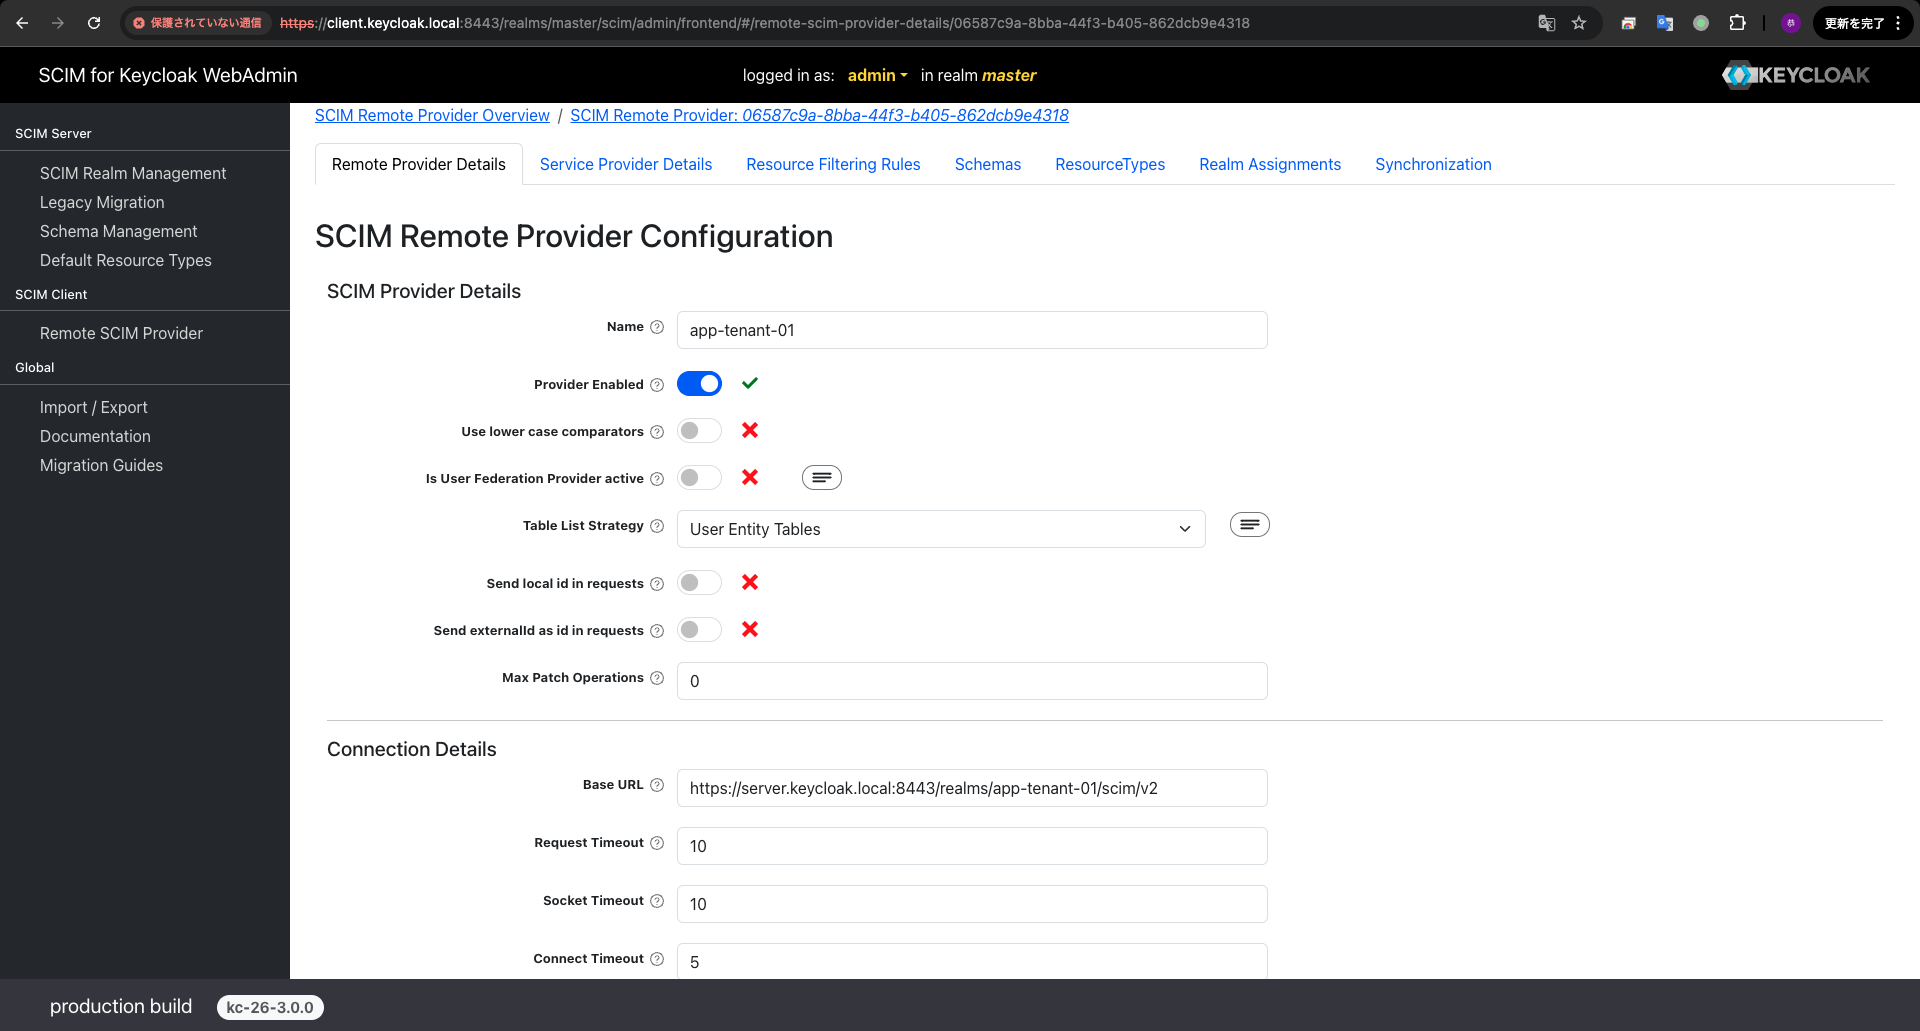 保護されていない通信
https://client.keycloak.local:8443/realms/master/scim/admin/frontend/#/remote-scim-provider-details/06587c9a-8bba-44f3-b405-862dcb9e4318
恭
更新を完了
SCIM for Keycloak WebAdmin
logged in as: admin in realm master
KEYCLOAK
SCIM Server
SCIM Realm Management
Legacy Migration
Schema Management
Default Resource Types
SCIM Client
Remote SCIM Provider
Global
Import / Export
Documentation
Migration Guides
SCIM Remote Provider Overview / SCIM Remote Provider: 06587c9a-8bba-44f3-b405-862dcb9e4318
Remote Provider Details Service Provider Details Resource Filtering Rules Schemas ResourceTypes Realm Assignments Synchronization
SCIM Remote Provider Configuration
SCIM Provider Details
Name ? app-tenant-01
Provider Enabled ?
Use lower case comparators ?
Is User Federation Provider active ?
Table List Strategy ? User Entity Tables
Send local id in requests ?
Send externalId as id in requests ?
Max Patch Operations ? 0
Connection Details
Base URL ? https://server.keycloak.local:8443/realms/app-tenant-01/scim/v2
Request Timeout ? 10
Socket Timeout ? 10
Connect Timeout ? 5
production build kc-26-3.0.0